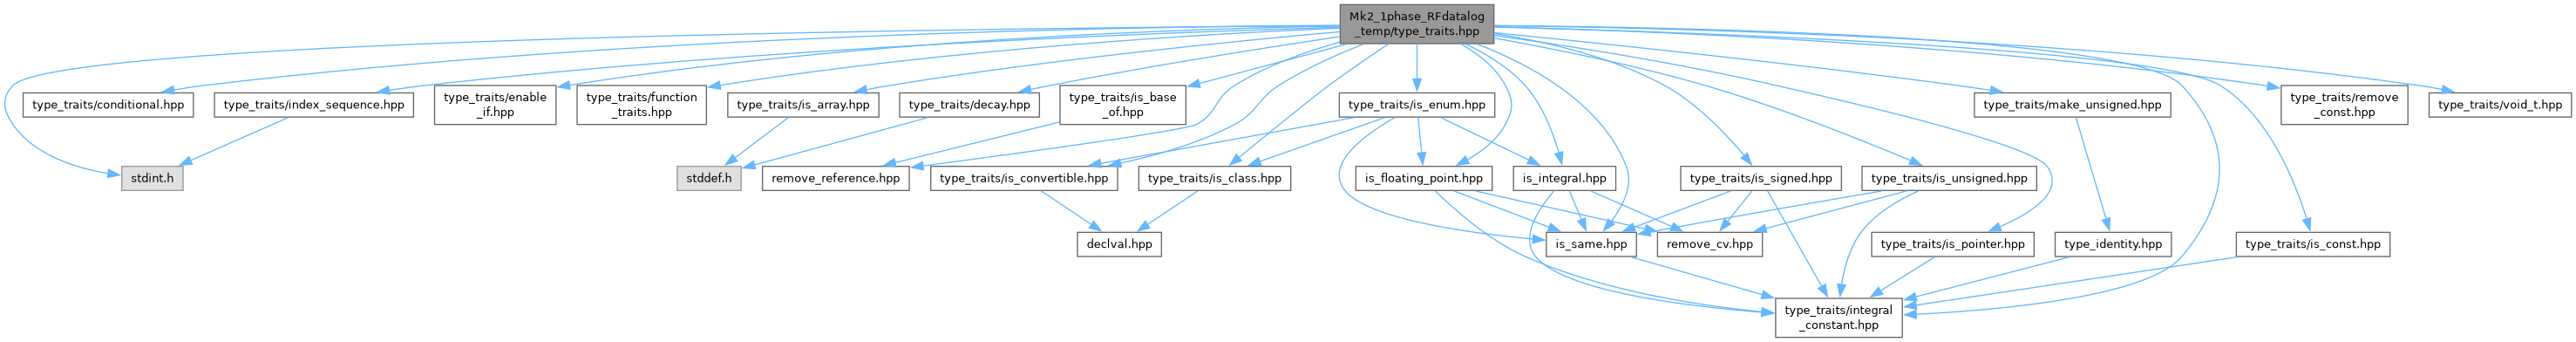 Mk2_1phase_RFdatalog
_temp/type_traits.hpp
type_traits/conditional.hpp
type_traits/index_sequence.hpp
type_traits/enable
_if.hpp
type_traits/function
_traits.hpp
type_traits/is_array.hpp
type_traits/decay.hpp
type_traits/is_base
_of.hpp
type_traits/is_enum.hpp
type_traits/make_unsigned.hpp
type_traits/remove
_const.hpp
type_traits/void_t.hpp
stdint.h
stddef.h
remove_reference.hpp
type_traits/is_convertible.hpp
type_traits/is_class.hpp
is_floating_point.hpp
is_integral.hpp
type_traits/is_signed.hpp
type_traits/is_unsigned.hpp
declval.hpp
is_same.hpp
remove_cv.hpp
type_traits/is_pointer.hpp
type_identity.hpp
type_traits/is_const.hpp
type_traits/integral
_constant.hpp